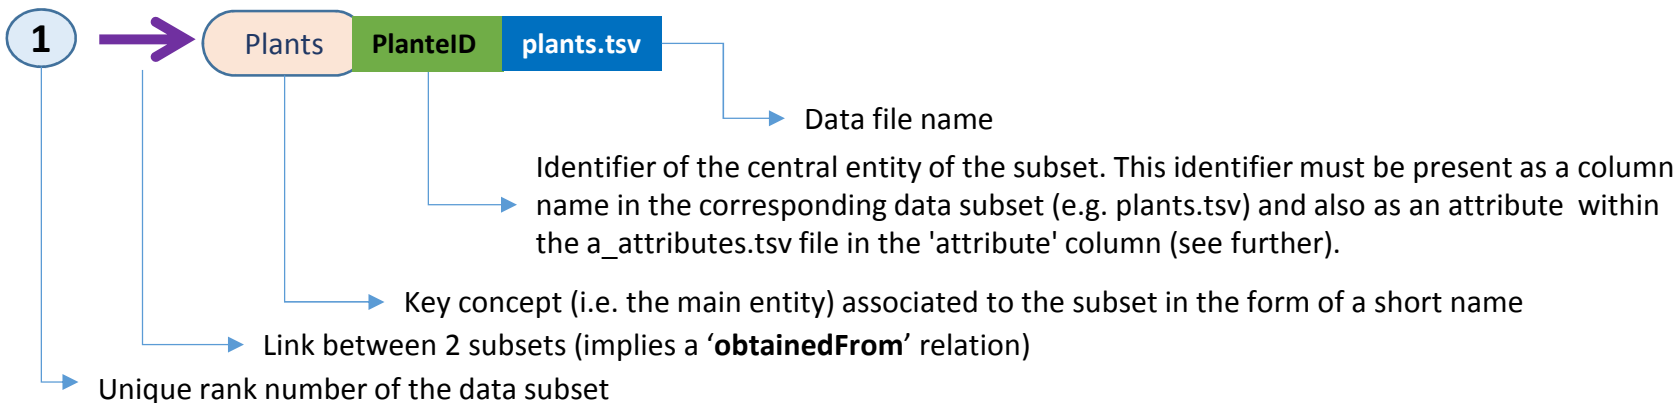 1 Plants PlanteID plants.tsv
Data file name
Identifier of the central entity of the subset. This identifier must be present as a column
name in the corresponding data subset (e.g. plants.tsv) and also as an attribute within
the a_attributes.tsv file in the 'attribute' column (see further).
Key concept (i.e. the main entity) associated to the subset in the form of a short name
Link between 2 subsets (implies a ‘obtainedFrom’ relation)
Unique rank number of the data subset